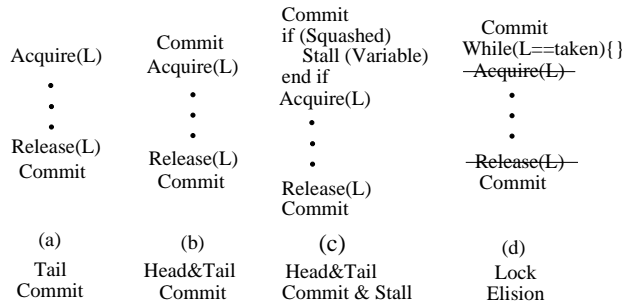 Acquire(L)
Release(L)
Commit
(a)
Tail
Commit
Commit
Acquire(L)
Release(L)
Commit
(b)
Head&Tail
Commit
Commit
if (Squashed)
Stall (Variable)
end if
Acquire(L)
Release(L)
Commit
(c)
Head&Tail
Commit & Stall
Commit
While(L==taken){}
Acquire(L)
Release(L)
Commit
(d)
Lock
Elision